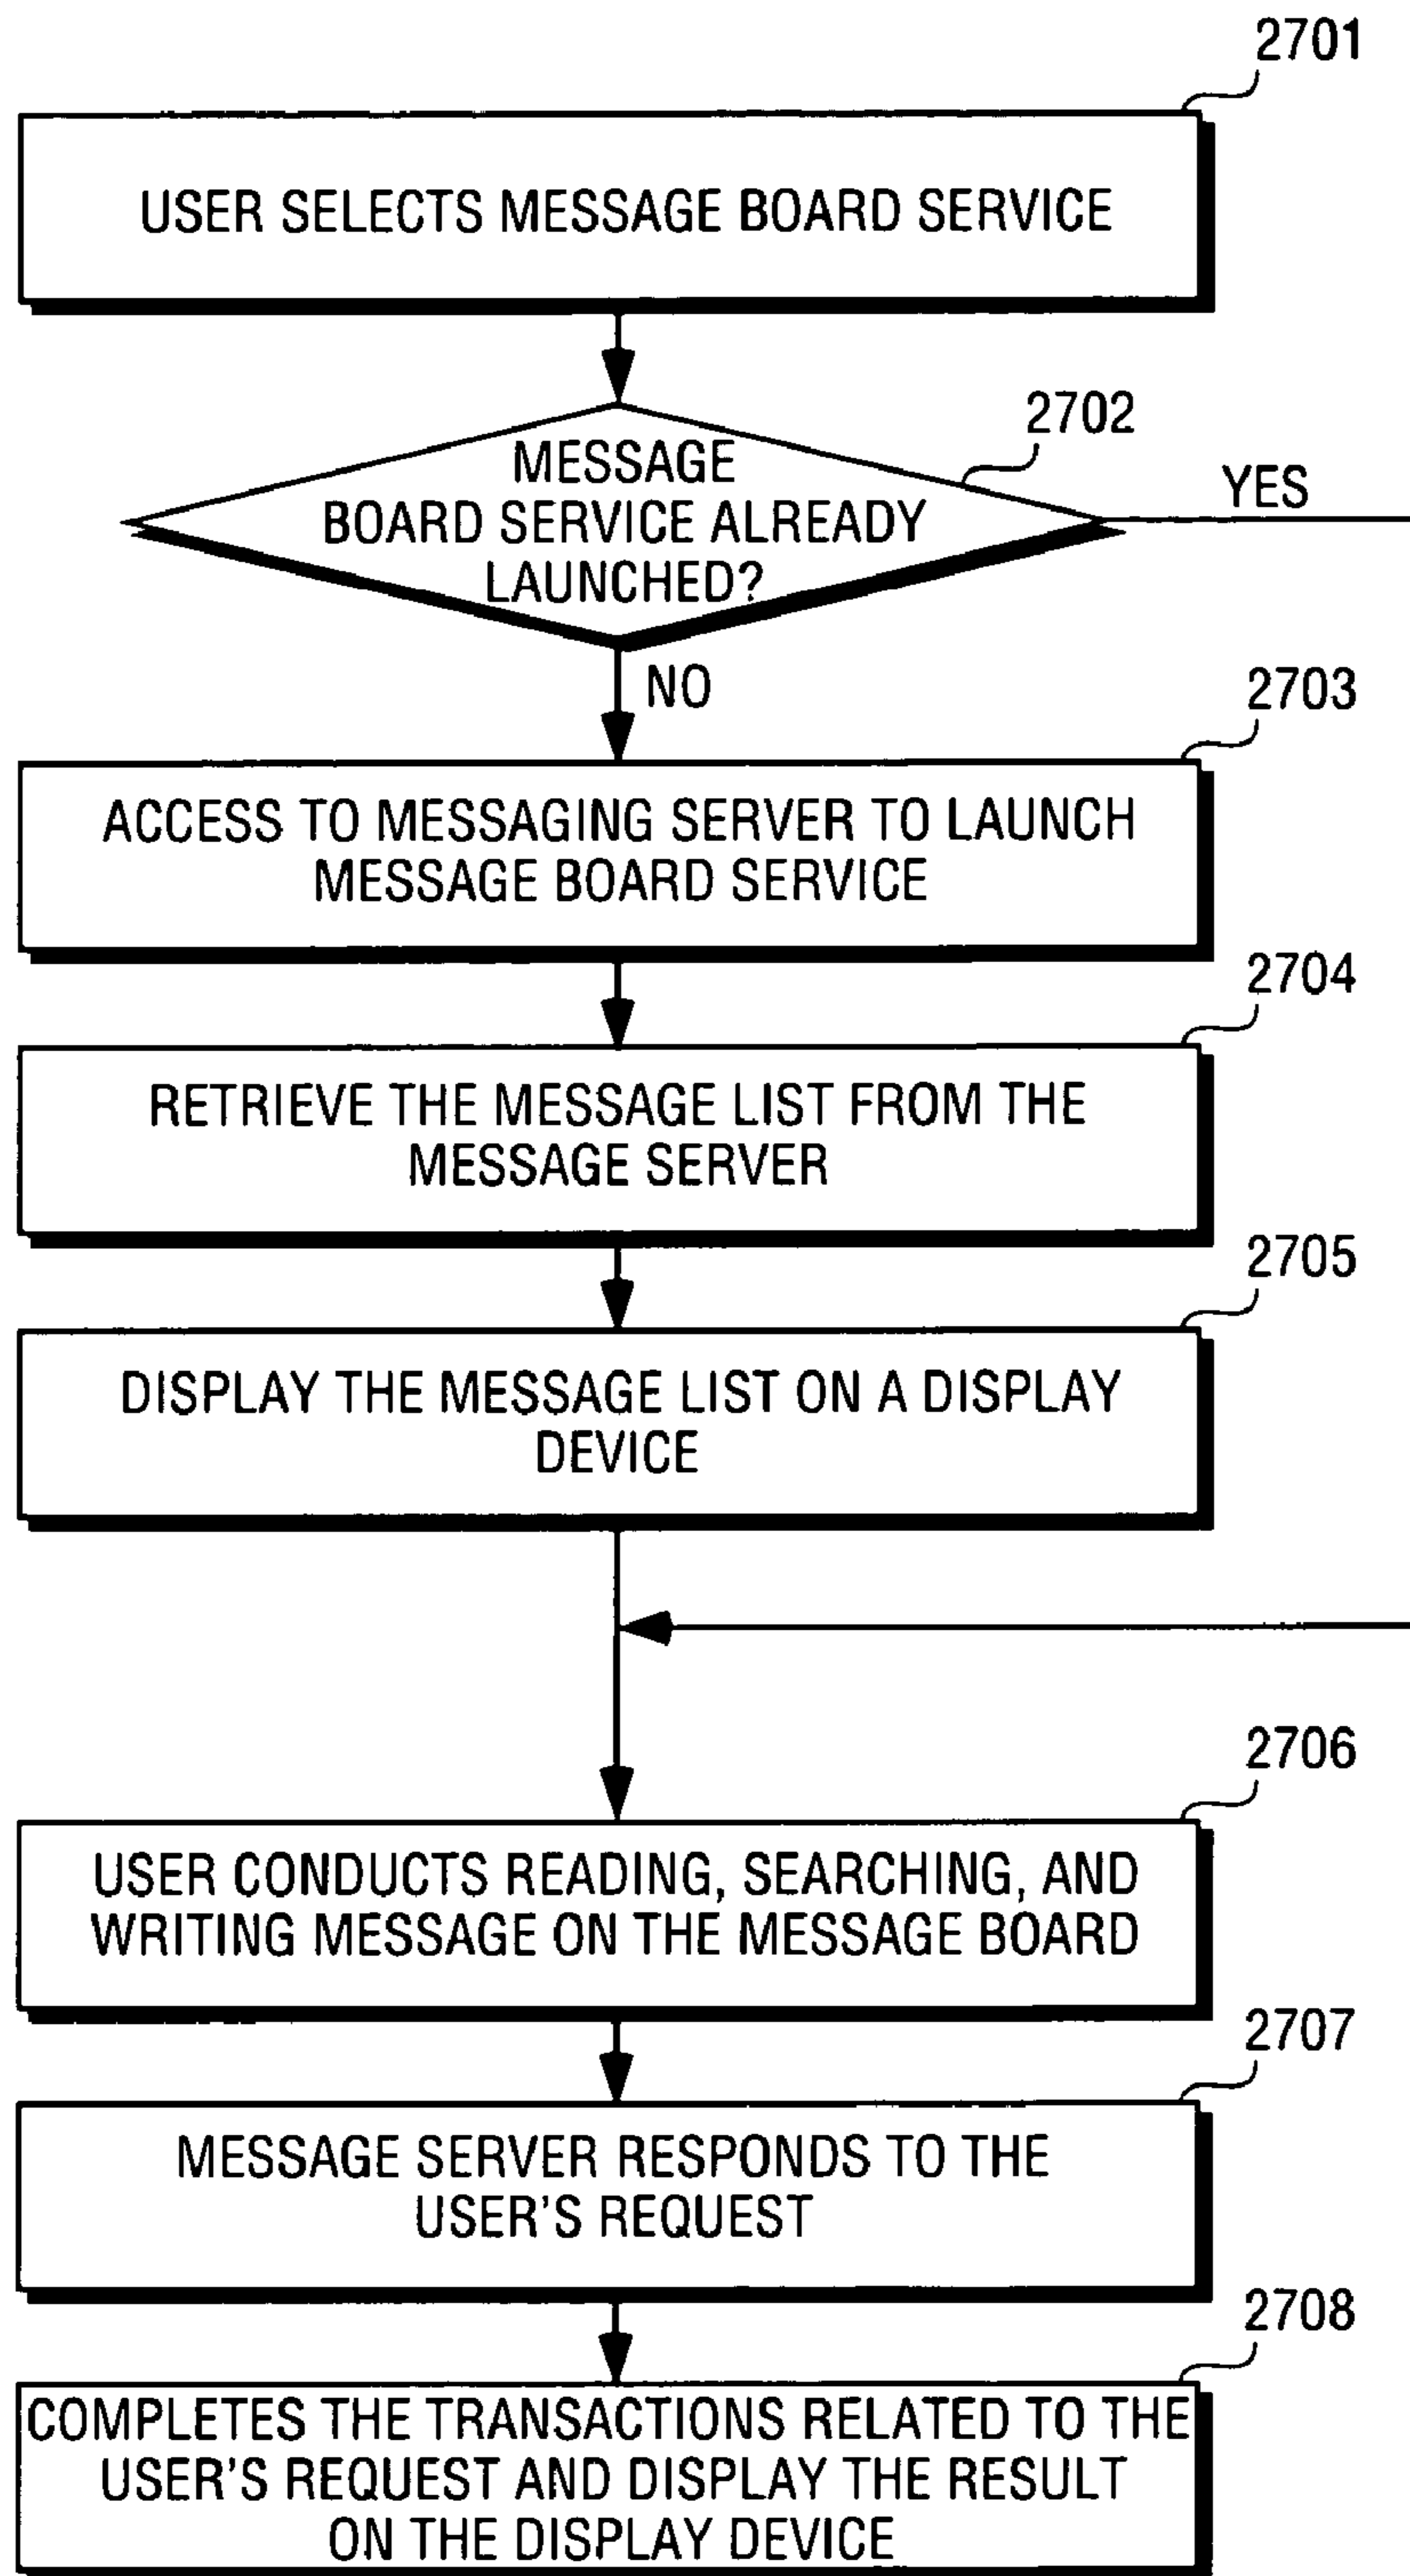 2701
USER SELECTS MESSAGE BOARD SERVICE
2702
MESSAGE
BOARD SERVICE ALREADY
LAUNCHED?
YES
NO
2703
ACCESS TO MESSAGING SERVER TO LAUNCH
MESSAGE BOARD SERVICE
2704
RETRIEVE THE MESSAGE LIST FROM THE
MESSAGE SERVER
2705
DISPLAY THE MESSAGE LIST ON A DISPLAY
DEVICE
2706
USER CONDUCTS READING, SEARCHING, AND
WRITING MESSAGE ON THE MESSAGE BOARD
2707
MESSAGE SERVER RESPONDS TO THE
USER'S REQUEST
2708
COMPLETES THE TRANSACTIONS RELATED TO THE
USER'S REQUEST AND DISPLAY THE RESULT
ON THE DISPLAY DEVICE